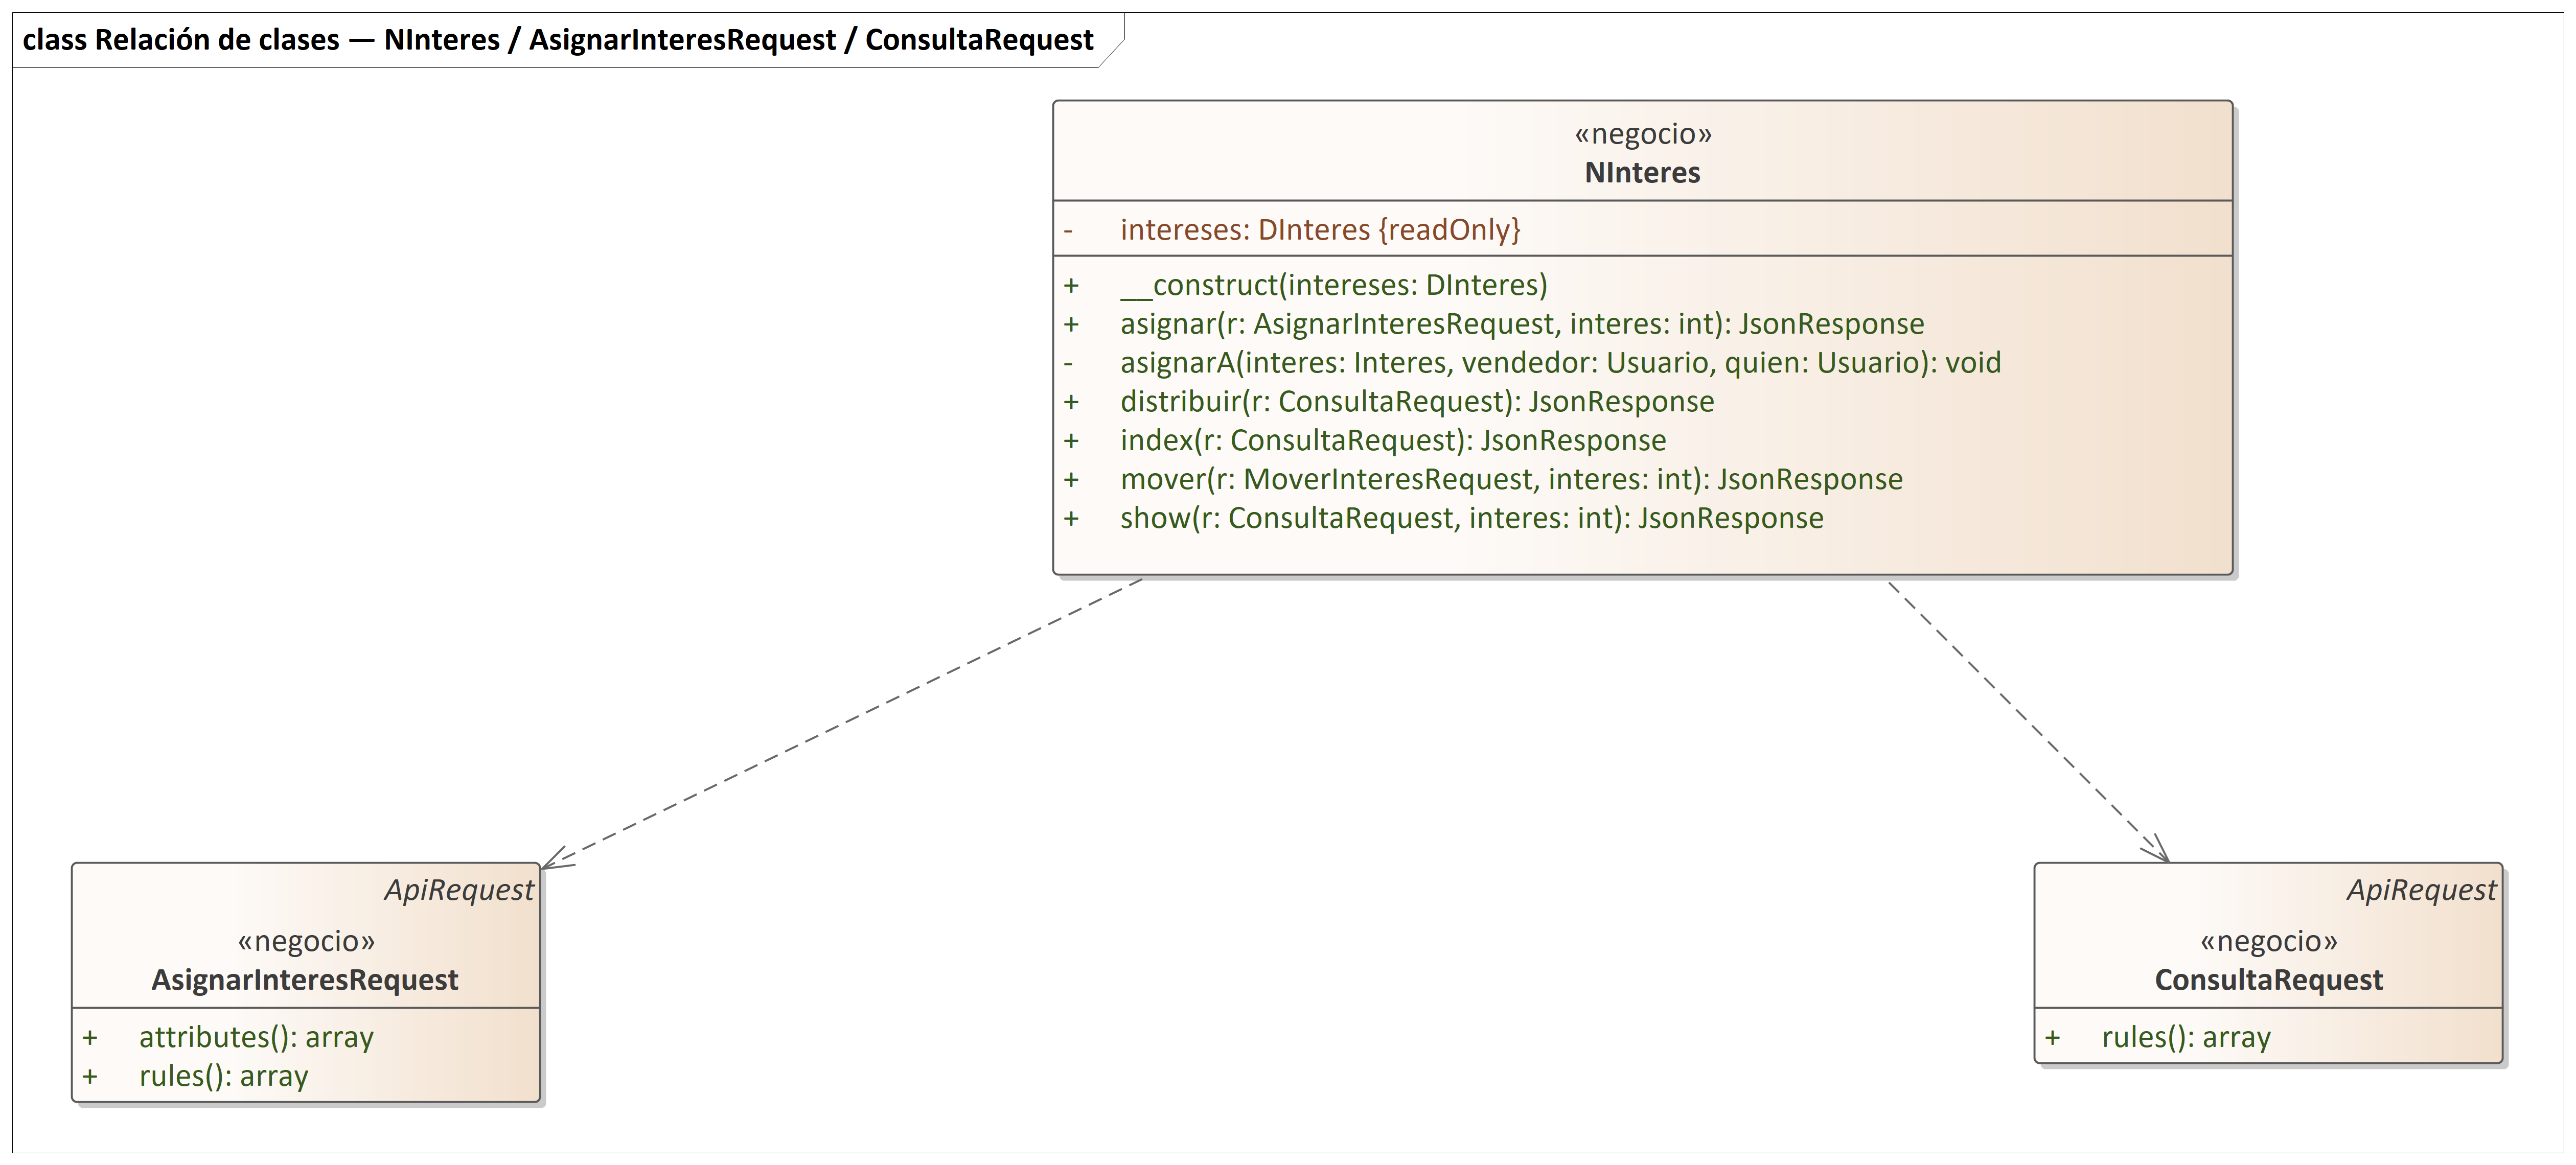 class Relación de clases — NInteres / AsignarInteresRequest / ConsultaRequest
«negocio»
NInteres
- intereses: DInteres {readOnly}
+ __construct(intereses: DInteres)
+ asignar(r: AsignarInteresRequest, interes: int): JsonResponse
- asignarA(interes: Interes, vendedor: Usuario, quien: Usuario): void
+ distribuir(r: ConsultaRequest): JsonResponse
+ index(r: ConsultaRequest): JsonResponse
+ mover(r: MoverInteresRequest, interes: int): JsonResponse
+ show(r: ConsultaRequest, interes: int): JsonResponse
ApiRequest
«negocio»
AsignarInteresRequest
+ attributes(): array
+ rules(): array
ApiRequest
«negocio»
ConsultaRequest
+ rules(): array